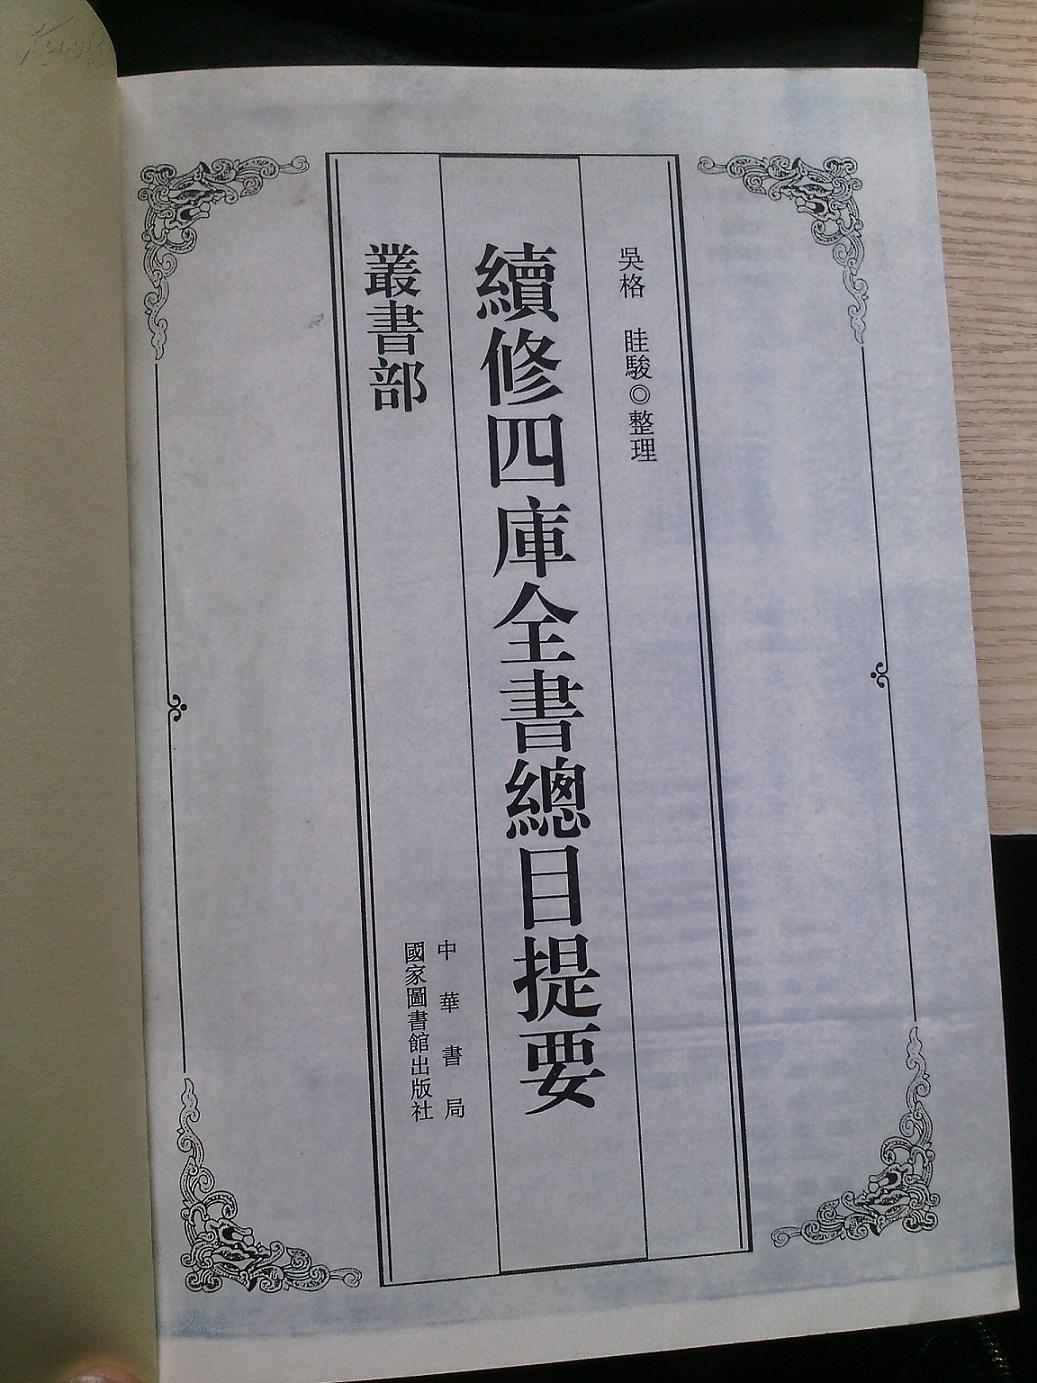 吳格　眭駿◎整理
續修四庫全書總目提要
叢書部
中華書局
國家圖書館出版社